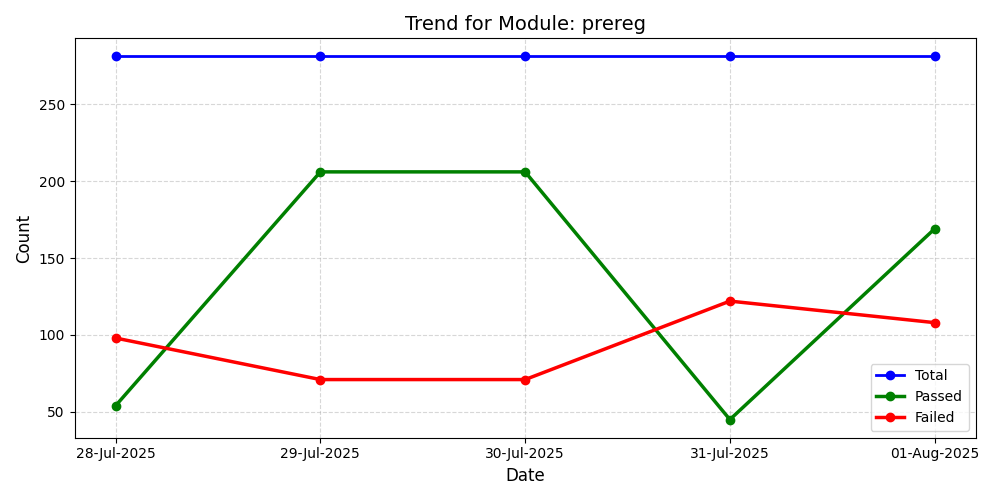 Trend for Module: prereg
Count
250
200
150
100
50
Total
Passed
Failed
28-Jul-2025
29-Jul-2025
30-Jul-2025
31-Jul-2025
01-Aug-2025
Date